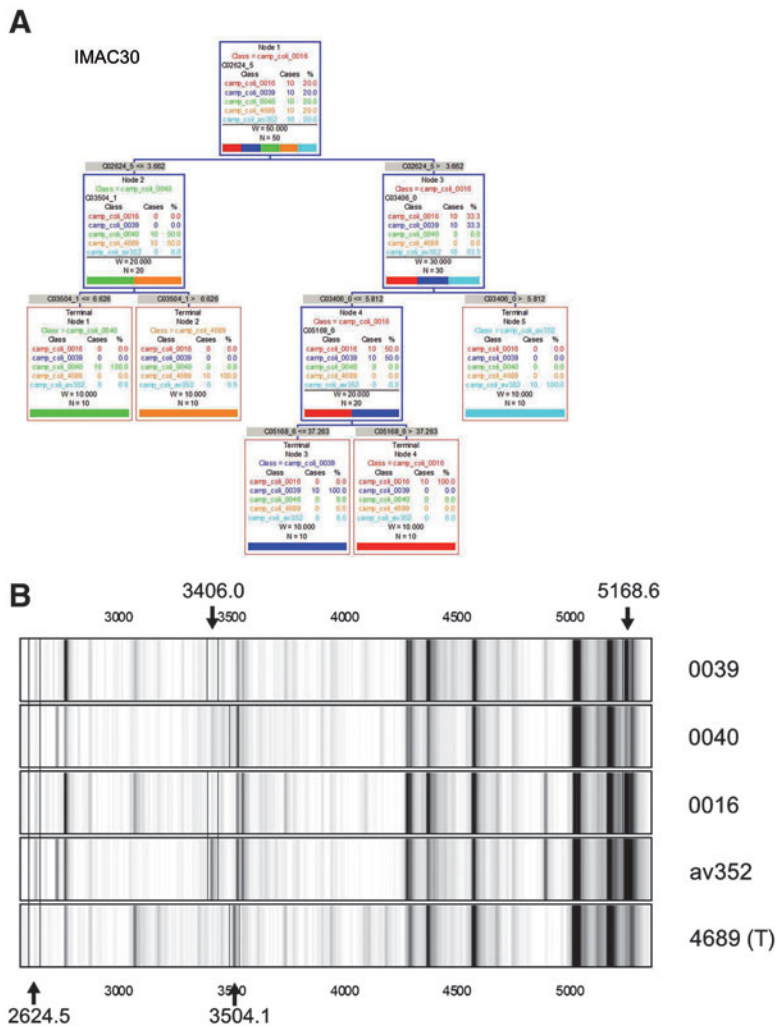 A
IMAC30
Node 1
Class = camp_coli_0016
C02624_5
Class Cases %
camp_coli_0016 10 20.0
camp_coli_0039 10 20.0
camp_coli_0040 10 20.0
camp_coli_4689 10 20.0
camp_coli_av352 10 20.0
W = 50.000
N = 50
C02624_5 <= 3.662
C02624_5 > 3.662
Node 2
Class = camp_coli_0040
C03504_1
Class Cases %
camp_coli_0016 0 0.0
camp_coli_0039 0 0.0
camp_coli_0040 10 50.0
camp_coli_4689 10 50.0
camp_coli_av352 0 0.0
W = 20.000
N = 20
Node 3
Class = camp_coli_0016
C03406_0
Class Cases %
camp_coli_0016 10 33.3
camp_coli_0039 10 33.3
camp_coli_0040 0 0.0
camp_coli_4689 0 0.0
camp_coli_av352 10 33.3
W = 30.000
N = 30
C03504_1 <= 6.626
C03504_1 > 6.626
C03406_0 <= 5.812
C03406_0 > 5.812
Terminal
Node 1
Class = camp_coli_0040
Class Cases %
camp_coli_0016 0 0.0
camp_coli_0039 0 0.0
camp_coli_0040 10 100.0
camp_coli_4689 0 0.0
camp_coli_av352 0 0.0
W = 10.000
N = 10
Terminal
Node 2
Class = camp_coli_4689
Class Cases %
camp_coli_0016 0 0.0
camp_coli_0039 0 0.0
camp_coli_0040 0 0.0
camp_coli_4689 10 100.0
camp_coli_av352 0 0.0
W = 10.000
N = 10
Node 4
Class = camp_coli_0016
C05168_6
Class Cases %
camp_coli_0016 10 50.0
camp_coli_0039 10 50.0
camp_coli_0040 0 0.0
camp_coli_4689 0 0.0
camp_coli_av352 0 0.0
W = 20.000
N = 20
Terminal
Node 5
Class = camp_coli_av352
Class Cases %
camp_coli_0016 0 0.0
camp_coli_0039 0 0.0
camp_coli_0040 0 0.0
camp_coli_4689 0 0.0
camp_coli_av352 10 100.0
W = 10.000
N = 10
C05168_6 <= 37.263
C05168_6 > 37.263
Terminal
Node 3
Class = camp_coli_0039
Class Cases %
camp_coli_0016 0 0.0
camp_coli_0039 10 100.0
camp_coli_0040 0 0.0
camp_coli_4689 0 0.0
camp_coli_av352 0 0.0
W = 10.000
N = 10
Terminal
Node 4
Class = camp_coli_0016
Class Cases %
camp_coli_0016 10 100.0
camp_coli_0039 0 0.0
camp_coli_0040 0 0.0
camp_coli_4689 0 0.0
camp_coli_av352 0 0.0
W = 10.000
N = 10
B
3406.0 5168.6
3000 3500 4000 4500 5000
0039
0040
0016
av352
4689 (T)
3000 3500 4000 4500 5000
2624.5 3504.1